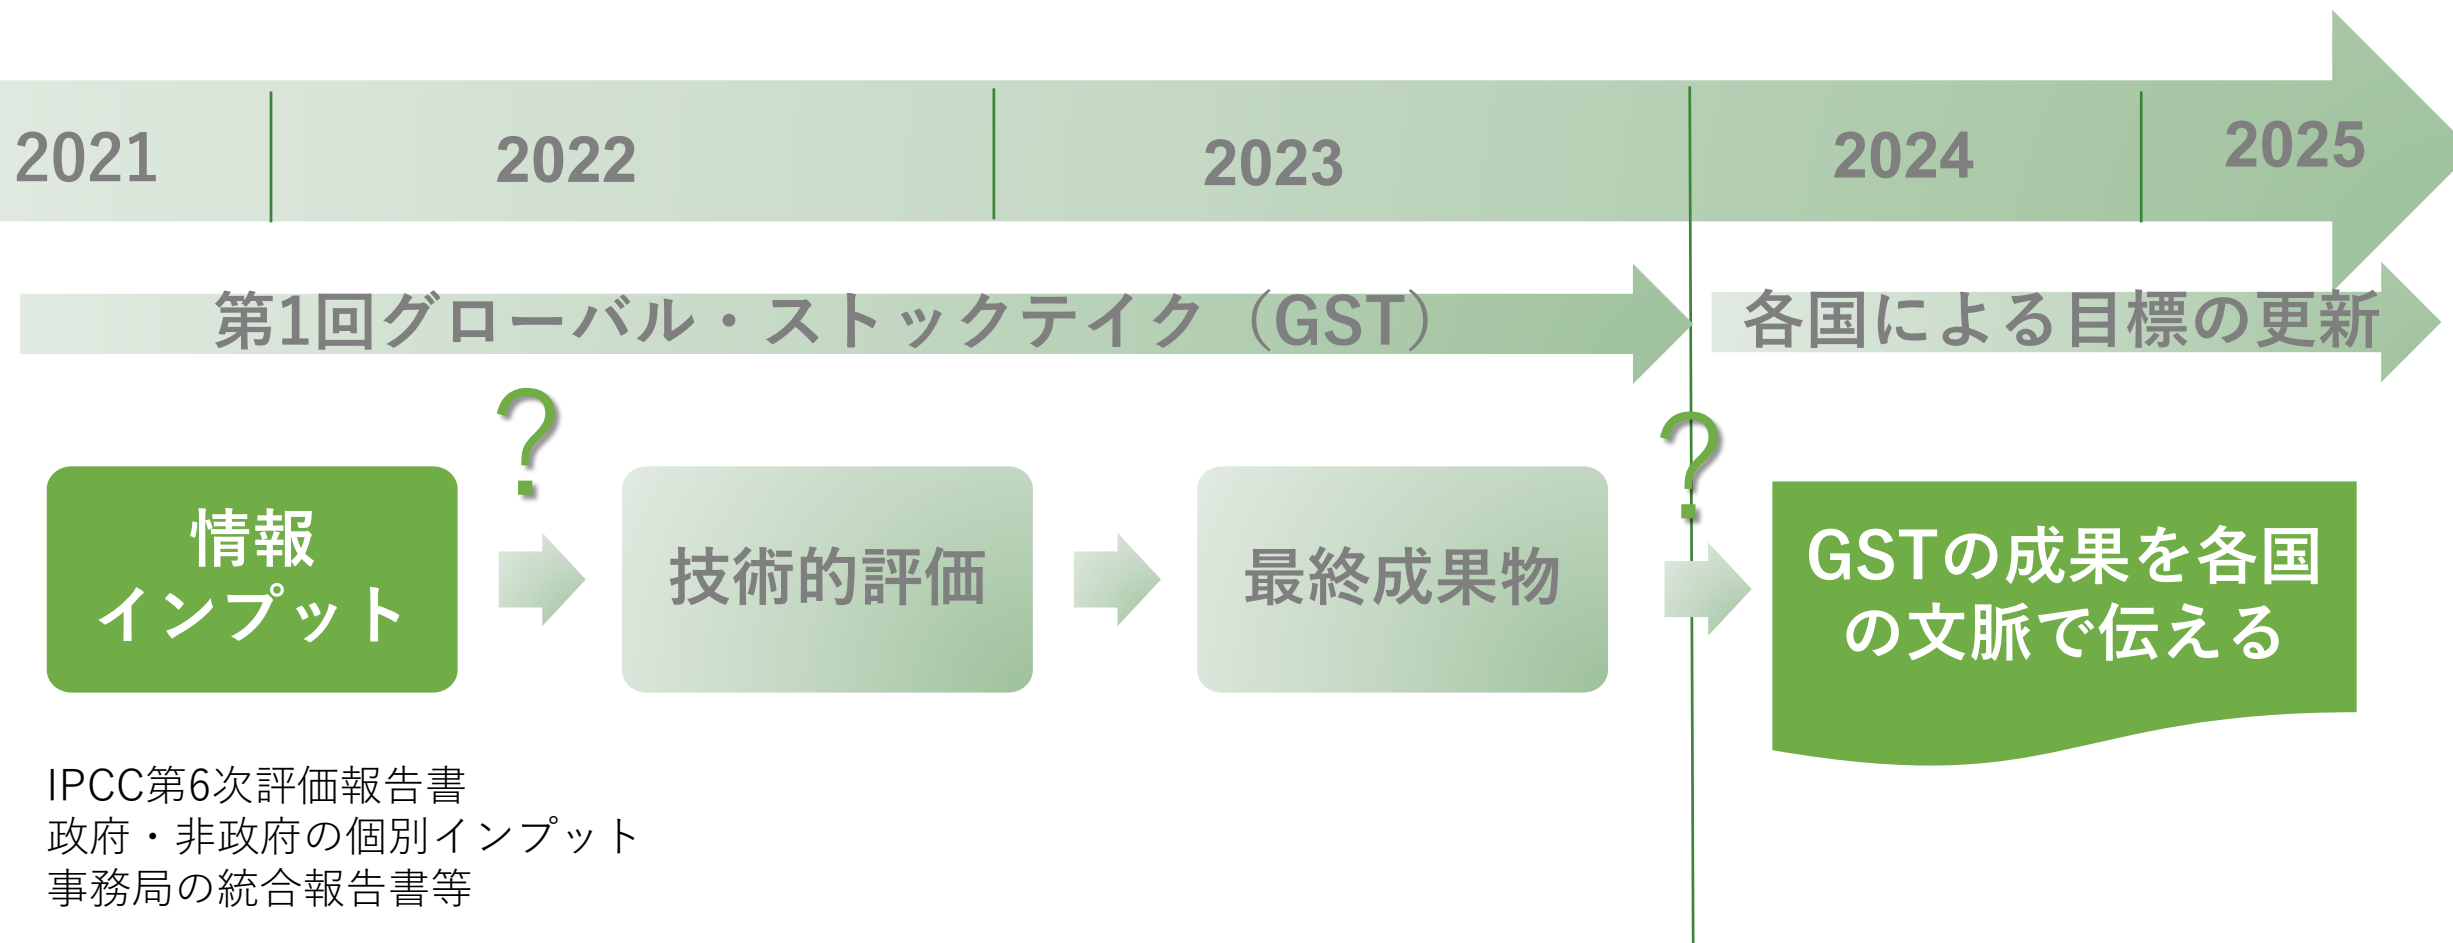 2021
2022
2023
2024
2025
第1回グローバル・ストックテイク（GST）
各国による目標の更新
?
?
情報
インプット
技術的評価
最終成果物
GSTの成果を各国
の文脈で伝える
IPCC第6次評価報告書
政府・非政府の個別インプット
事務局の統合報告書等